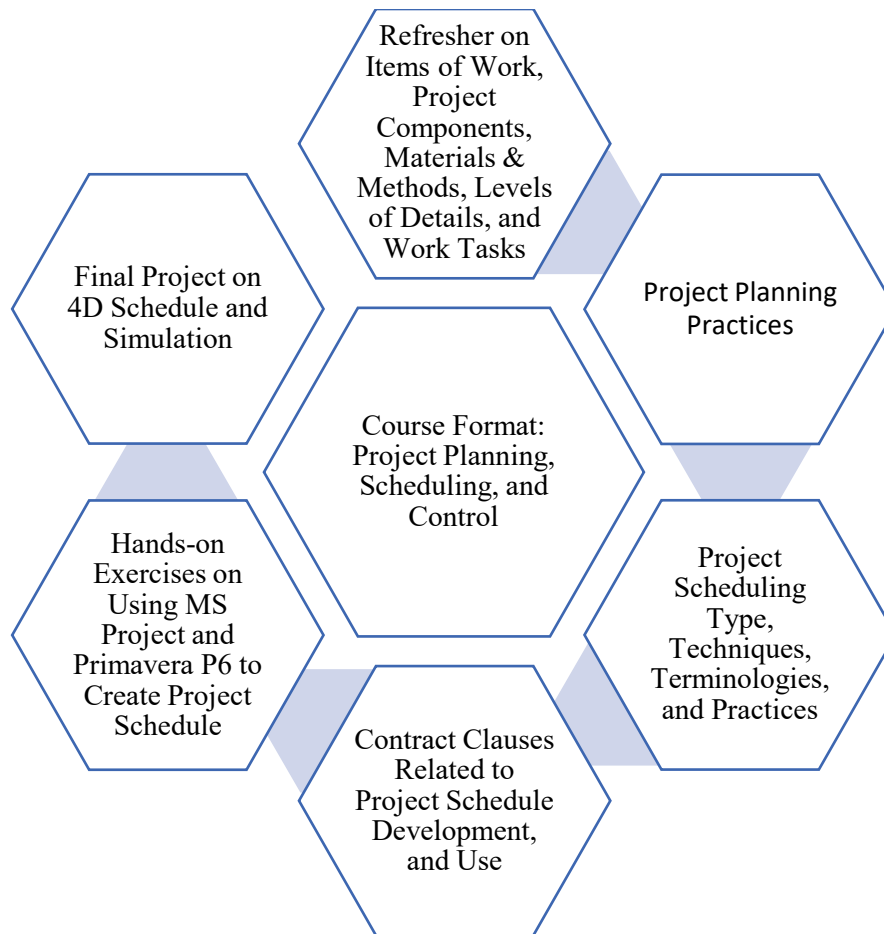 Refresher on
Items of Work,
Project
Components,
Materials &
Methods, Levels
of Details, and
Work Tasks
Project Planning
Practices
Project
Scheduling
Type,
Techniques,
Terminologies,
and Practices
Contract Clauses
Related to
Project Schedule
Development,
and Use
Hands-on
Exercises on
Using MS
Project and
Primavera P6 to
Create Project
Schedule
Final Project on
4D Schedule and
Simulation
Course Format:
Project Planning,
Scheduling, and
Control